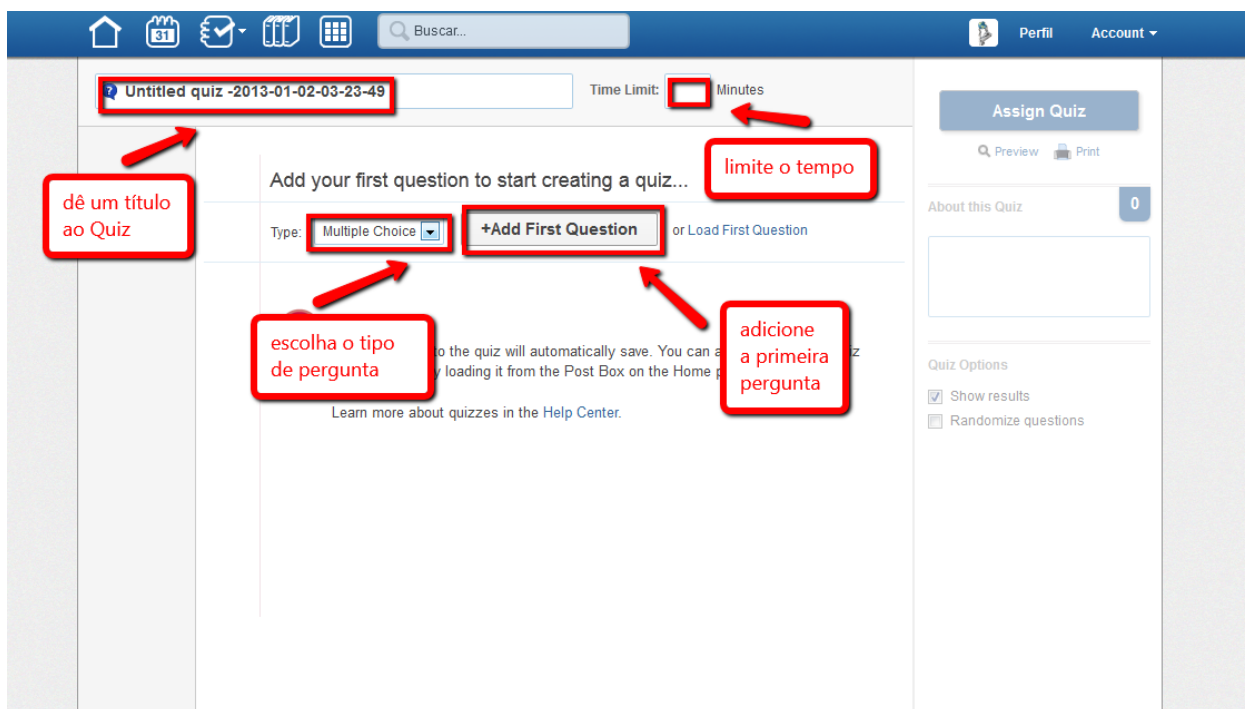 31
Buscar...
Perfil
Account
Untitled quiz -2013-01-02-03-23-49
Time Limit:
Minutes
Assign Quiz
Preview
Print
limite o tempo
dê um título
ao Quiz
Add your first question to start creating a quiz...
About this Quiz
0
Type:
Multiple Choice
+Add First Question
or Load First Question
escolha o tipo
de pergunta
adicione
a primeira
pergunta
to the quiz will automatically save. You can a
loading it from the Post Box on the Home
Learn more about quizzes in the Help Center.
Quiz Options
Show results
Randomize questions